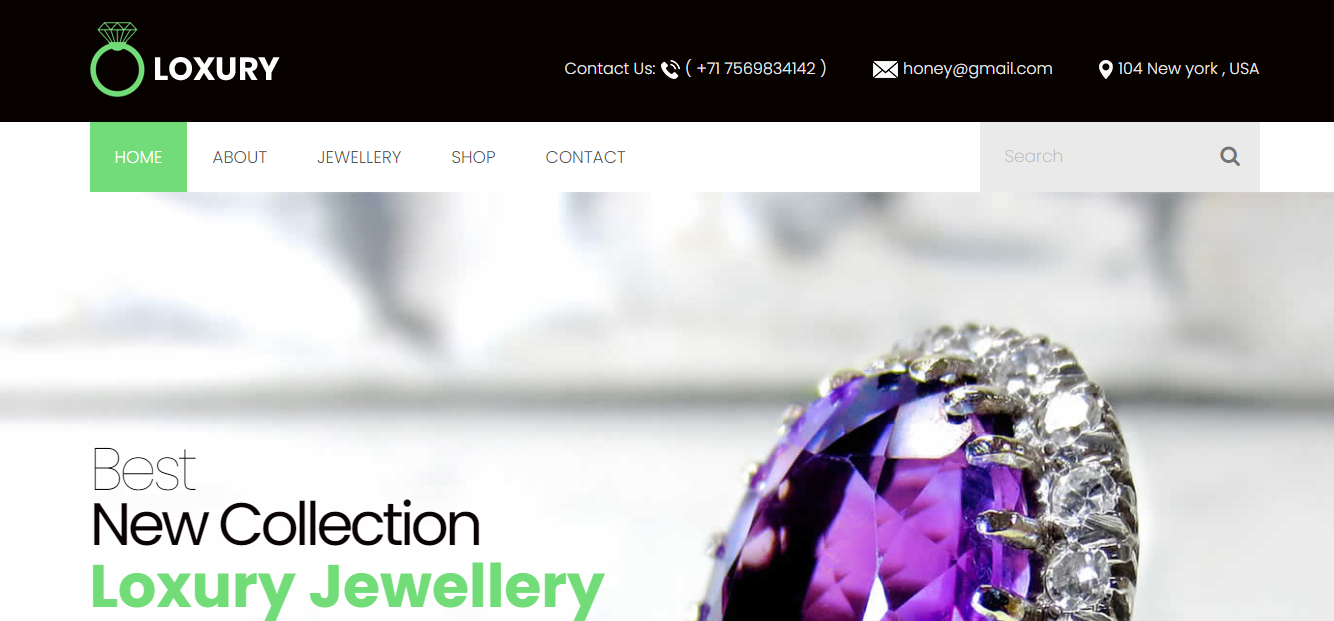 LOXURY
Contact Us: ( +71 7569834142 ) honey@gmail.com 104 New york , USA
HOME ABOUT JEWELLERY SHOP CONTACT Search
Best
New Collection
Loxury Jewellery